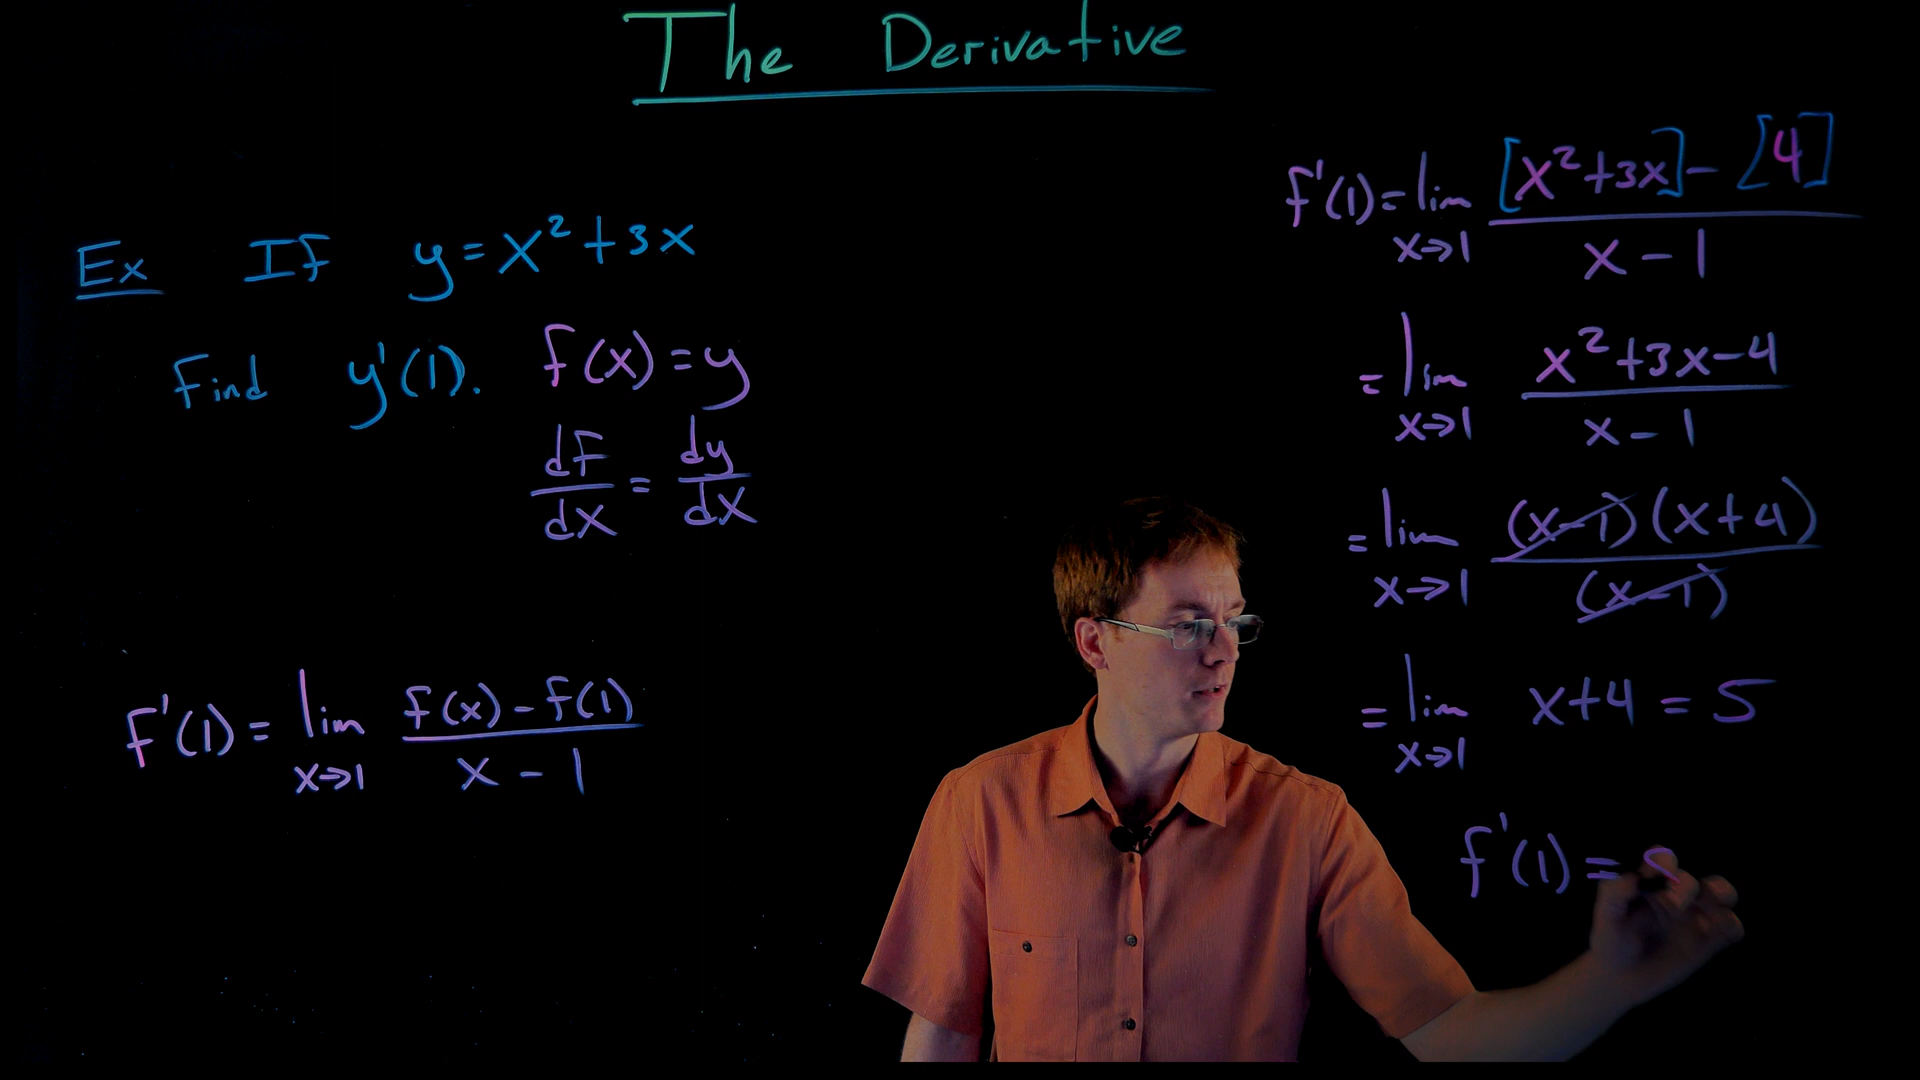 The Derivative
Ex If y = x² + 3x
Find y'(1). f(x) = y
df/dx = dy/dx
f'(1) = lim x→1 f(x) - f(1) / x - 1
f'(1) = lim x→1 [x² + 3x] - [4] / x - 1
= lim x→1 x² + 3x - 4 / x - 1
= lim x→1 (x-1)(x+4) / (x-1)
= lim x→1 x+4 = 5
f'(1) =